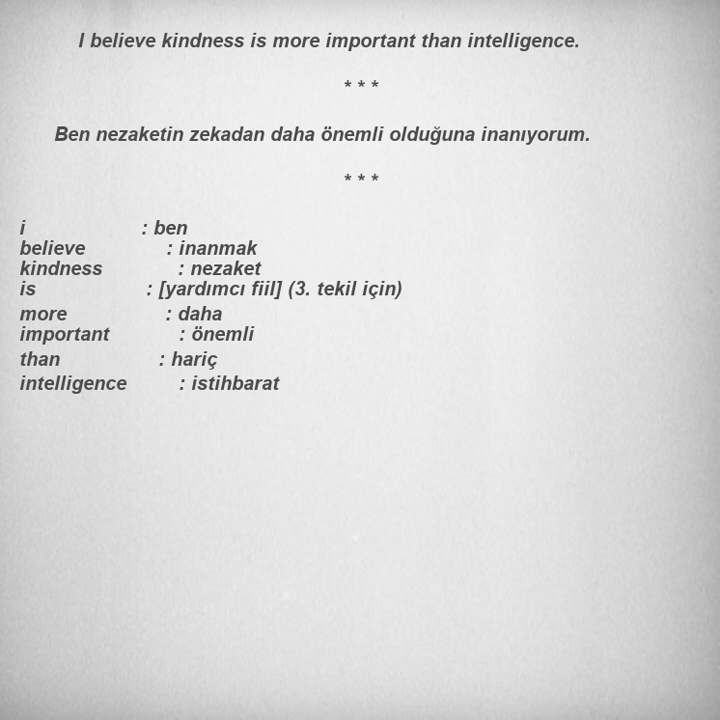 I believe kindness is more important than intelligence.
* * *
Ben nezaketin zekadan daha önemli olduğuna inanıyorum.
* * *
i : ben
believe : inanmak
kindness : nezaket
is : [yardımcı fiil] (3. tekil için)
more : daha
important : önemli
than : hariç
intelligence : istihbarat